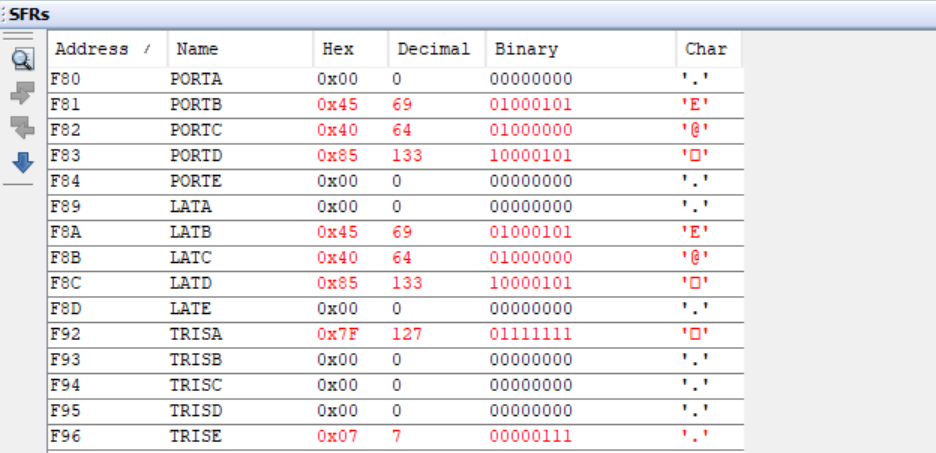 SFRs
Address / Name Hex Decimal Binary Char
F80 PORTA 0x00 0 00000000 '.'
F81 PORTB 0x45 69 01000101 'E'
F82 PORTC 0x40 64 01000000 '@'
F83 PORTD 0x85 133 10000101 '□'
F84 PORTE 0x00 0 00000000 '.'
F89 LATA 0x00 0 00000000 '.'
F8A LATB 0x45 69 01000101 'E'
F8B LATC 0x40 64 01000000 '@'
F8C LATD 0x85 133 10000101 '□'
F8D LATE 0x00 0 00000000 '.'
F92 TRISA 0x7F 127 01111111 '□'
F93 TRISB 0x00 0 00000000 '.'
F94 TRISC 0x00 0 00000000 '.'
F95 TRISD 0x00 0 00000000 '.'
F96 TRISE 0x07 7 00000111 '.'